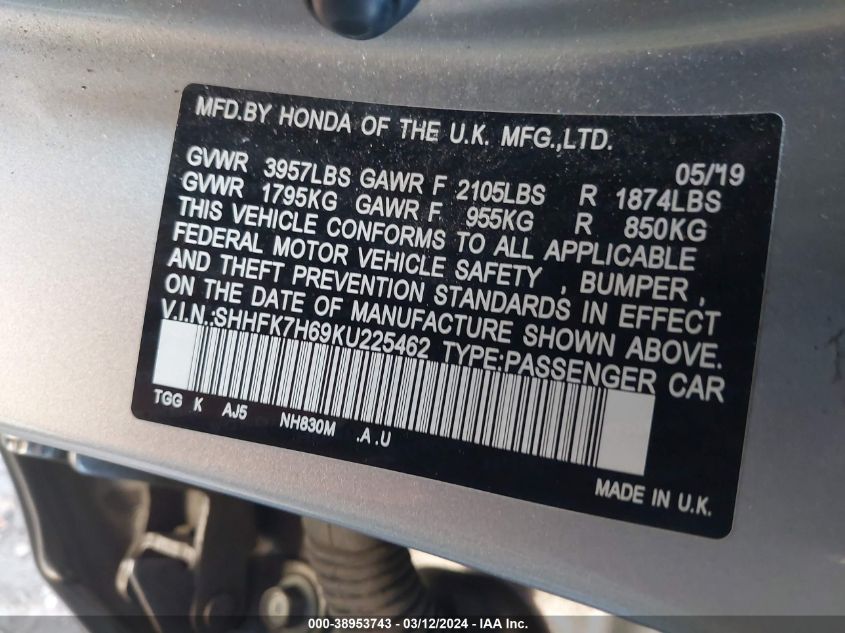 MFD.BY HONDA OF THE U.K. MFG.,LTD.
05/19
GVWR 3957LBS GAWR F 2105LBS R 1874LBS
GVWR 1795KG GAWR F 955KG R 850KG
THIS VEHICLE CONFORMS TO ALL APPLICABLE
FEDERAL MOTOR VEHICLE SAFETY , BUMPER ,
AND THEFT PREVENTION STANDARDS IN EFFECT
ON THE DATE OF MANUFACTURE SHOWN ABOVE.
V.I.N.:SHHFK7H69KU225462 TYPE:PASSENGER CAR
TGG K AJ5 NH830M .A .U
MADE IN U.K.
000-38953743 - 03/12/2024 - IAA Inc.